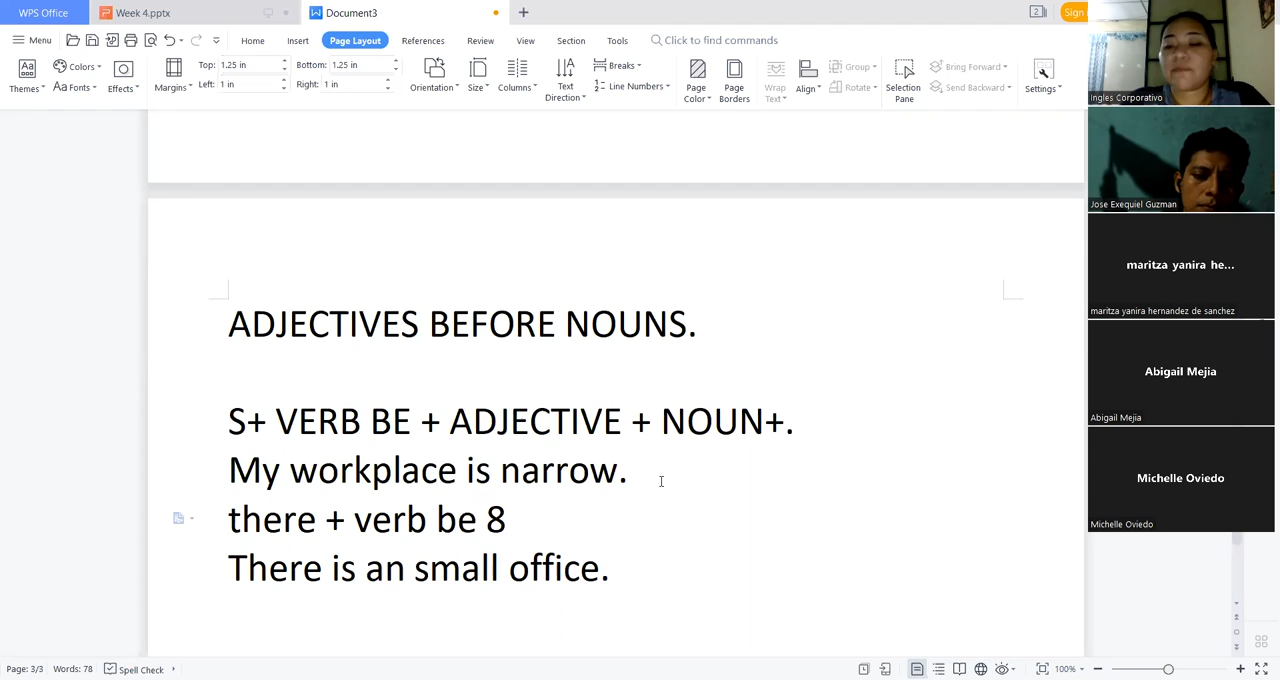 WPS Office Week 4.pptx Document3 2 Sign
Menu Home Insert Page Layout References Review View Section Tools Click to find commands
Themes Colors Fonts Effects Margins Top: 1.25 in Bottom: 1.25 in Left: 1 in Right: 1 in Orientation Size Columns Text Direction Breaks Line Numbers Page Color Page Borders Wrap Text Align Group Rotate Selection Pane Bring Forward Send Backward Settings
Ingles Corporativo
Jose Exequiel Guzman
maritza yanira he...
maritza yanira hernandez de sanchez
Abigail Mejia
Abigail Mejia
Michelle Oviedo
Michelle Oviedo
ADJECTIVES BEFORE NOUNS.
S+ VERB BE + ADJECTIVE + NOUN+.
My workplace is narrow.
there + verb be 8
There is an small office.
Page: 3/3 Words: 78 Spell Check 100%